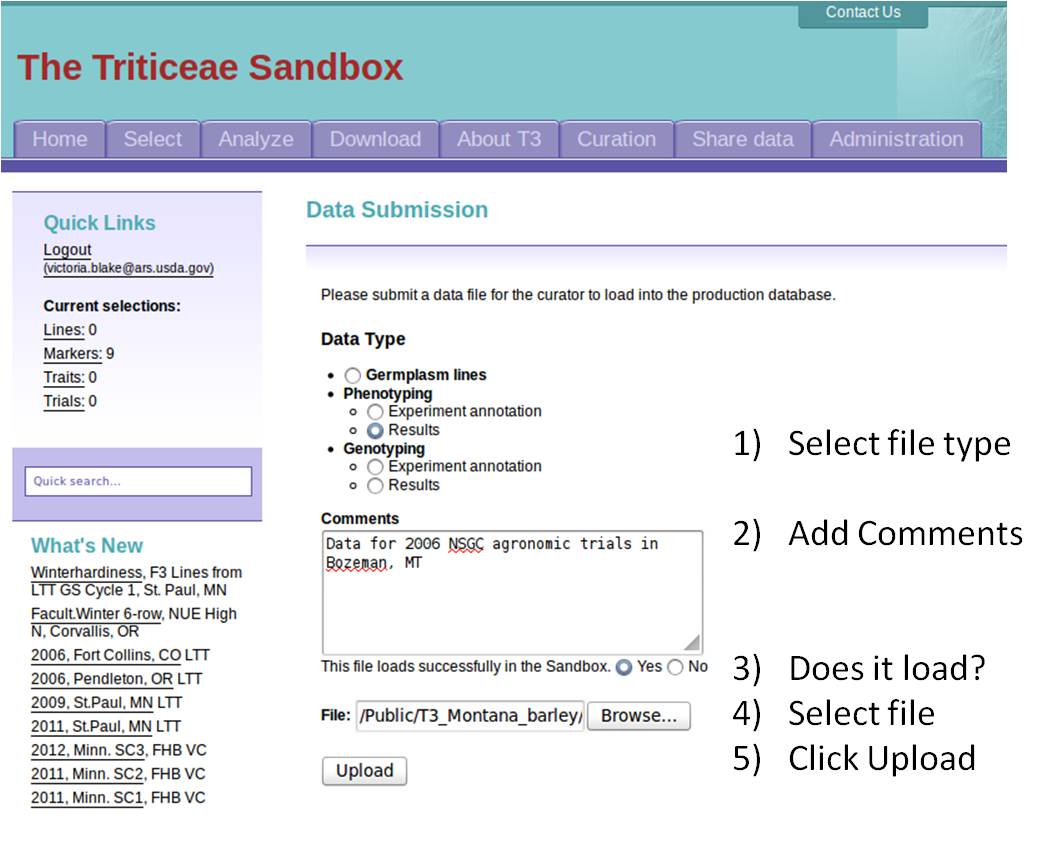 Contact Us
The Triticeae Sandbox
Home Select Analyze Download About T3 Curation Share data Administration
Quick Links
Logout
(victoria.blake@ars.usda.gov)
Current selections:
Lines: 0
Markers: 9
Traits: 0
Trials: 0
Quick search...
What's New
Winterhardiness, F3 Lines from
LTT GS Cycle 1, St. Paul, MN
Facult.Winter 6-row, NUE High
N, Corvallis, OR
2006, Fort Collins, CO LTT
2006, Pendleton, OR LTT
2009, St.Paul, MN LTT
2011, St.Paul, MN LTT
2012, Minn. SC3, FHB VC
2011, Minn. SC2, FHB VC
2011, Minn. SC1, FHB VC
Data Submission
Please submit a data file for the curator to load into the production database.
Data Type
Germplasm lines
Phenotyping
Experiment annotation
Results
Genotyping
Experiment annotation
Results
Comments
Data for 2006 NSGC agronomic trials in
Bozeman, MT
This file loads successfully in the Sandbox. Yes No
File: /Public/T3_Montana_barley/ Browse...
Upload
1) Select file type
2) Add Comments
3) Does it load?
4) Select file
5) Click Upload